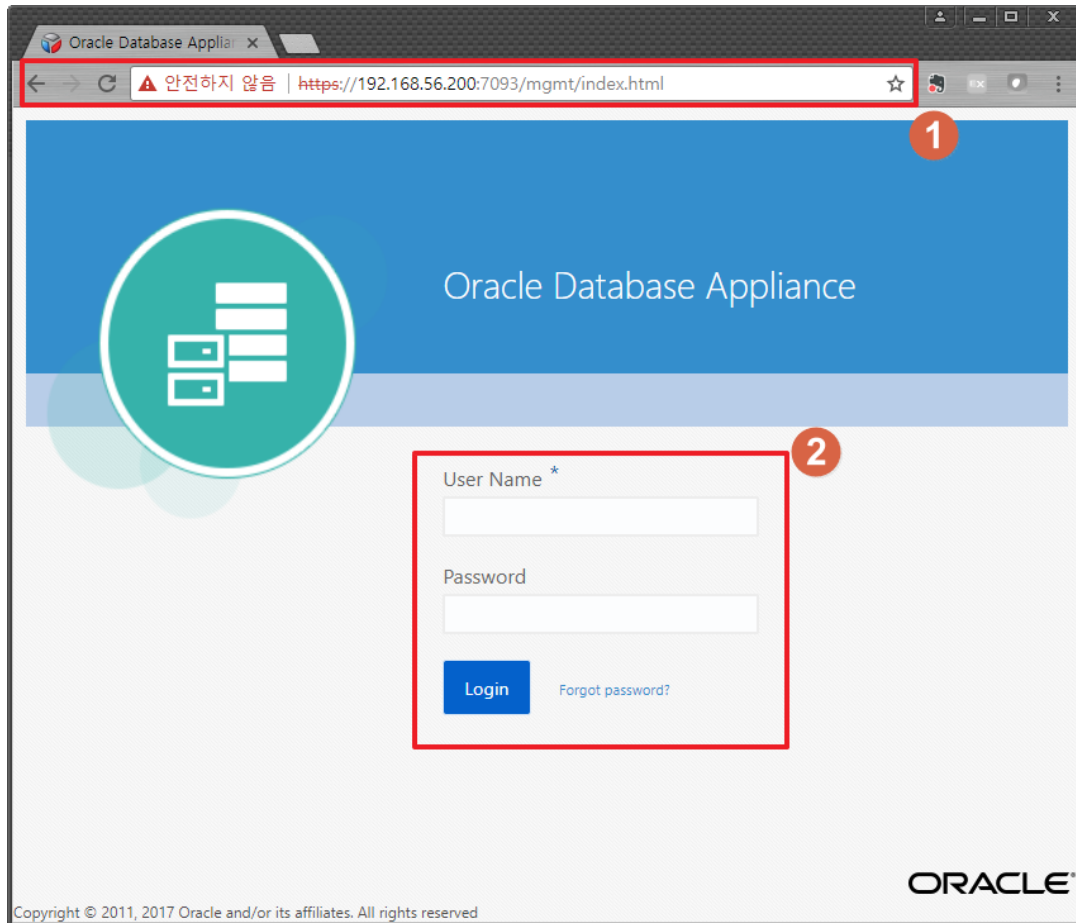 Oracle Database Applia
안전하지 않음 | https://192.168.56.200:7093/mgmt/index.html
1
Oracle Database Appliance
2
User Name *
Password
Login Forgot password?
ORACLE
Copyright © 2011, 2017 Oracle and/or its affiliates. All rights reserved